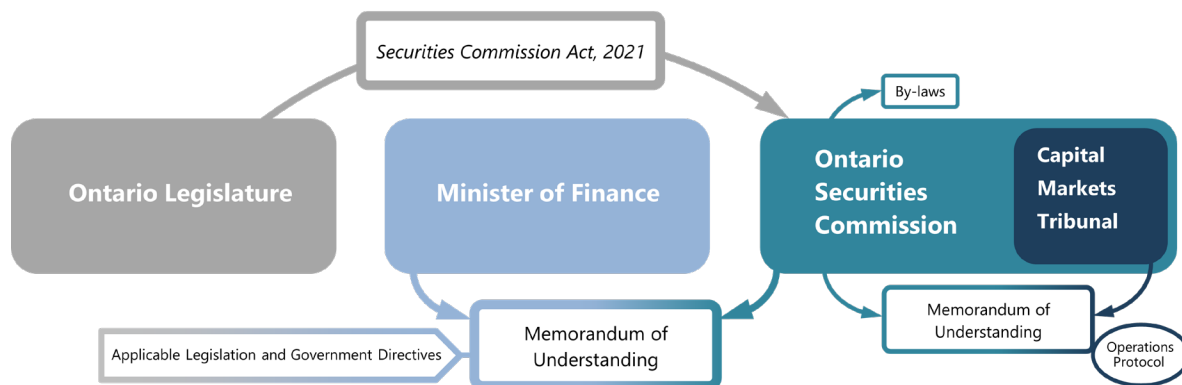 Securities Commission Act, 2021
By-laws
Ontario Legislature
Minister of Finance
Ontario
Securities
Commission
Capital
Markets
Tribunal
Applicable Legislation and Government Directives
Memorandum of
Understanding
Memorandum of
Understanding
Operations
Protocol